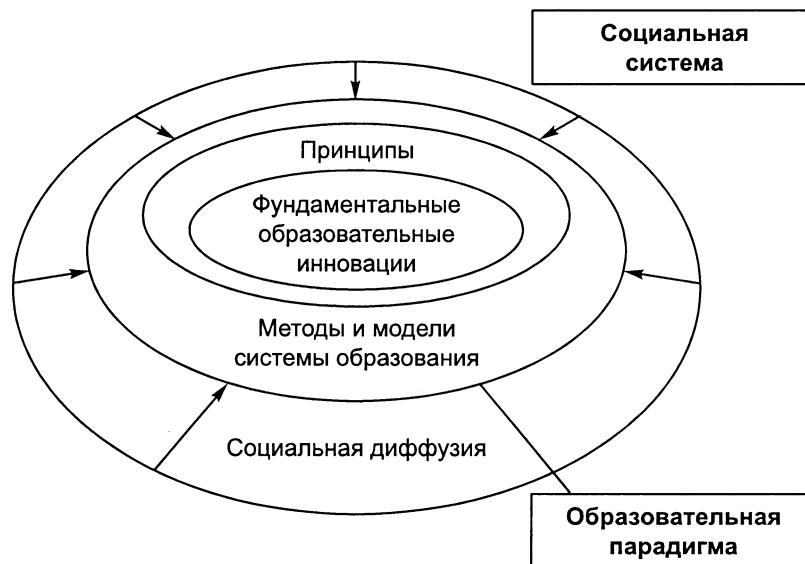 Социальная
система
Принципы
Фундаментальные
образовательные
инновации
Методы и модели
системы образования
Социальная диффузия
Образовательная
парадигма